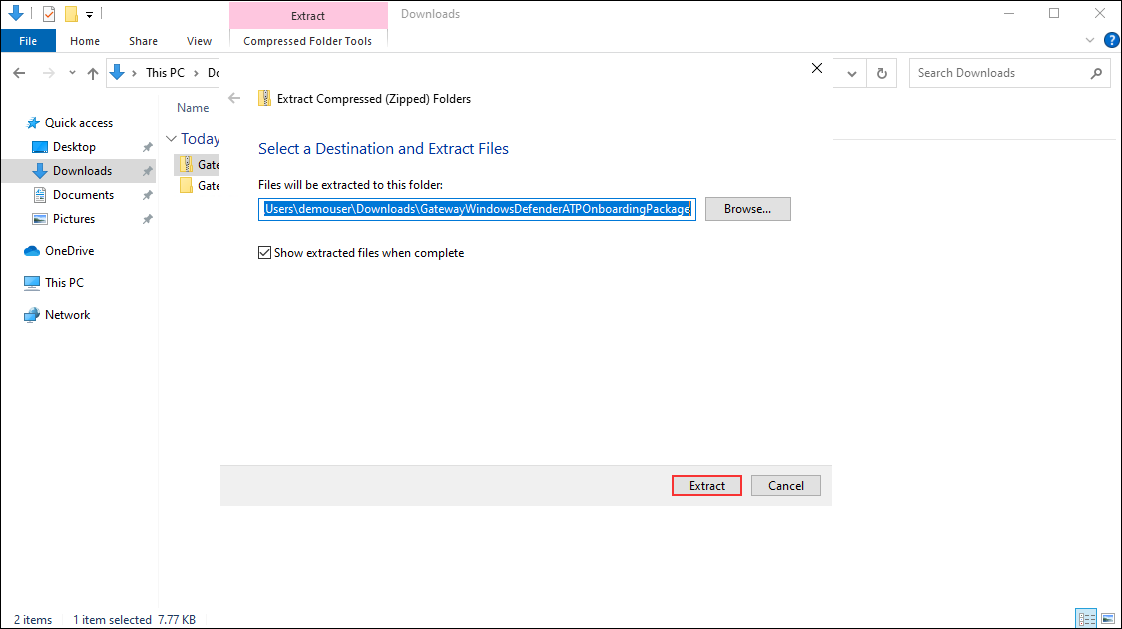 Extract
Downloads
File
Home
Share
View
Compressed Folder Tools
?
This PC
Do
Search Downloads
Extract Compressed (Zipped) Folders
Name
Quick access
Today
Select a Destination and Extract Files
Desktop
Gate
Downloads
Gate
Files will be extracted to this folder:
Documents
Users\demouser\Downloads\GatewayWindowsDefenderATPOnboardingPackage
Browse...
Pictures
OneDrive
Show extracted files when complete
This PC
Network
Extract
Cancel
2 items
1 item selected 7.77 KB